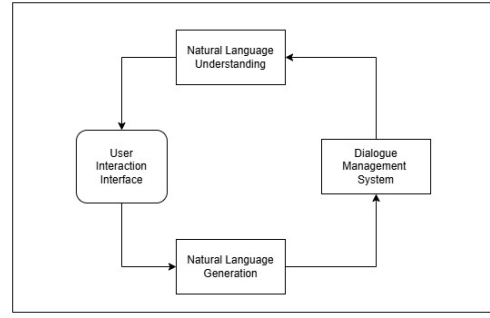 Natural Language
Understanding
User
Interaction
Interface
Dialogue
Management
System
Natural Language
Generation